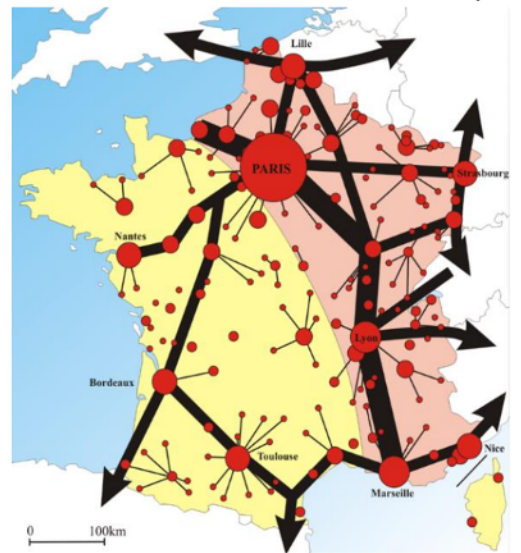 Lille
PARIS
Strasbourg
Nantes
Lyon
Bordeaux
Toulouse
Nice
Marseille
0 100km